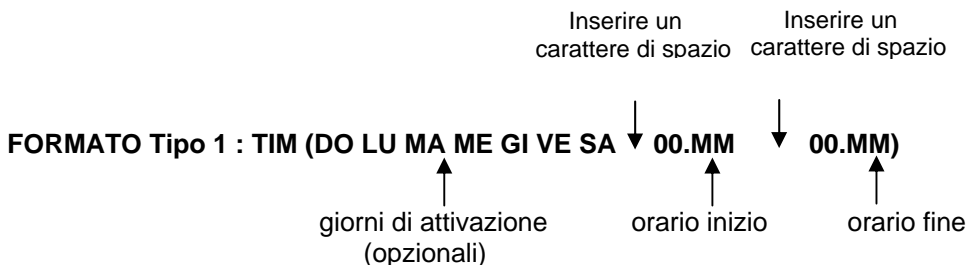 Inserire un
carattere di spazio
Inserire un
carattere di spazio
FORMATO Tipo 1 : TIM (DO LU MA ME GI VE SA 00.MM 00.MM)
giorni di attivazione
(opzionali)
orario inizio
orario fine